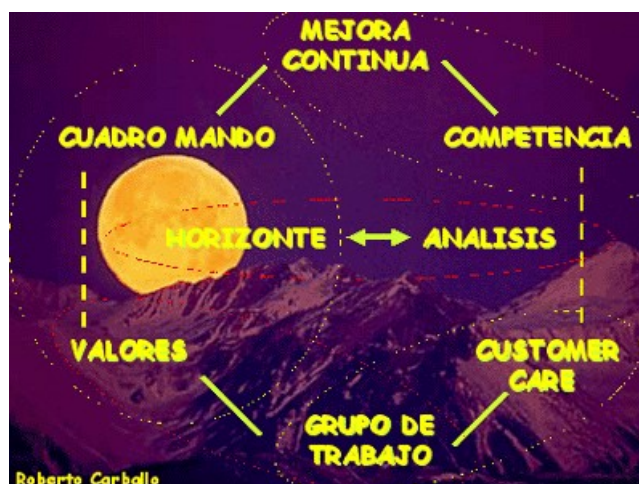 MEJORA
CONTINUA
CUADRO MANDO
COMPETENCIA
HORIZONTE
ANALISIS
VALORES
CUSTOMER
CARE
GRUPO DE
TRABAJO
Roberto Carballo